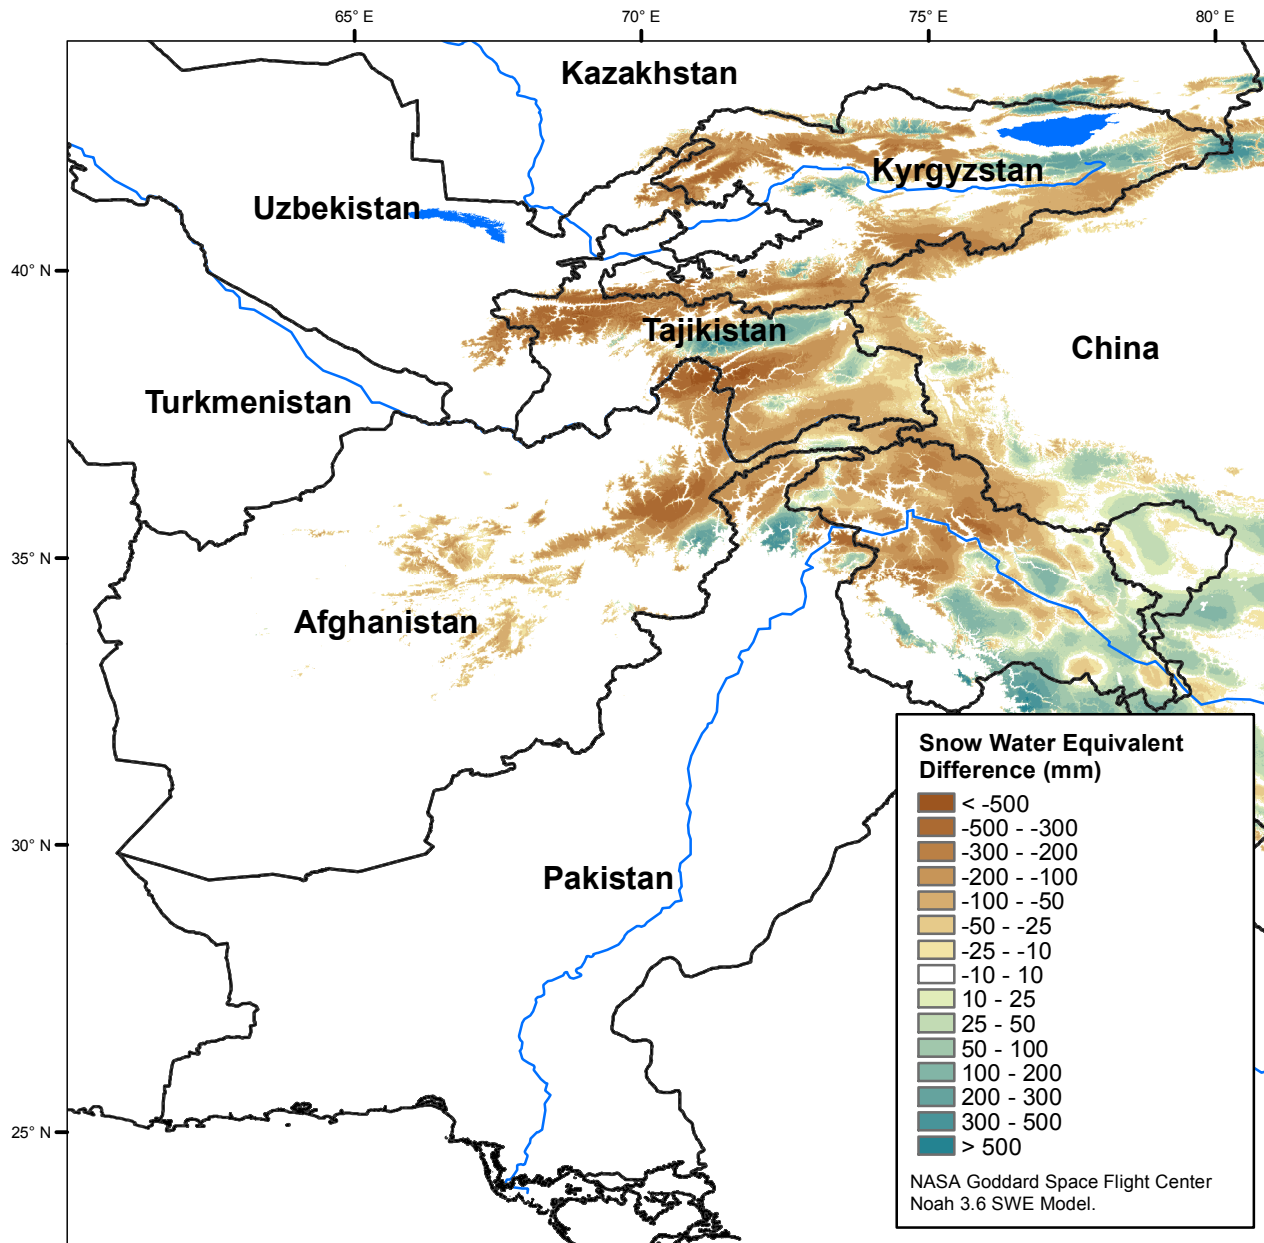 65° E
70° E
75° E
80° E
Kazakhstan
Kyrgyzstan
Uzbekistan
40° N
Tajikistan
China
Turkmenistan
35° N
Afghanistan
Snow Water Equivalent
Difference (mm)
< -500
-500 - -300
-300 - -200
-200 - -100
-100 - -50
-50 - -25
-25 - -10
-10 - 10
10 - 25
25 - 50
50 - 100
100 - 200
200 - 300
300 - 500
> 500
30° N
Pakistan
25° N
NASA Goddard Space Flight Center
Noah 3.6 SWE Model.